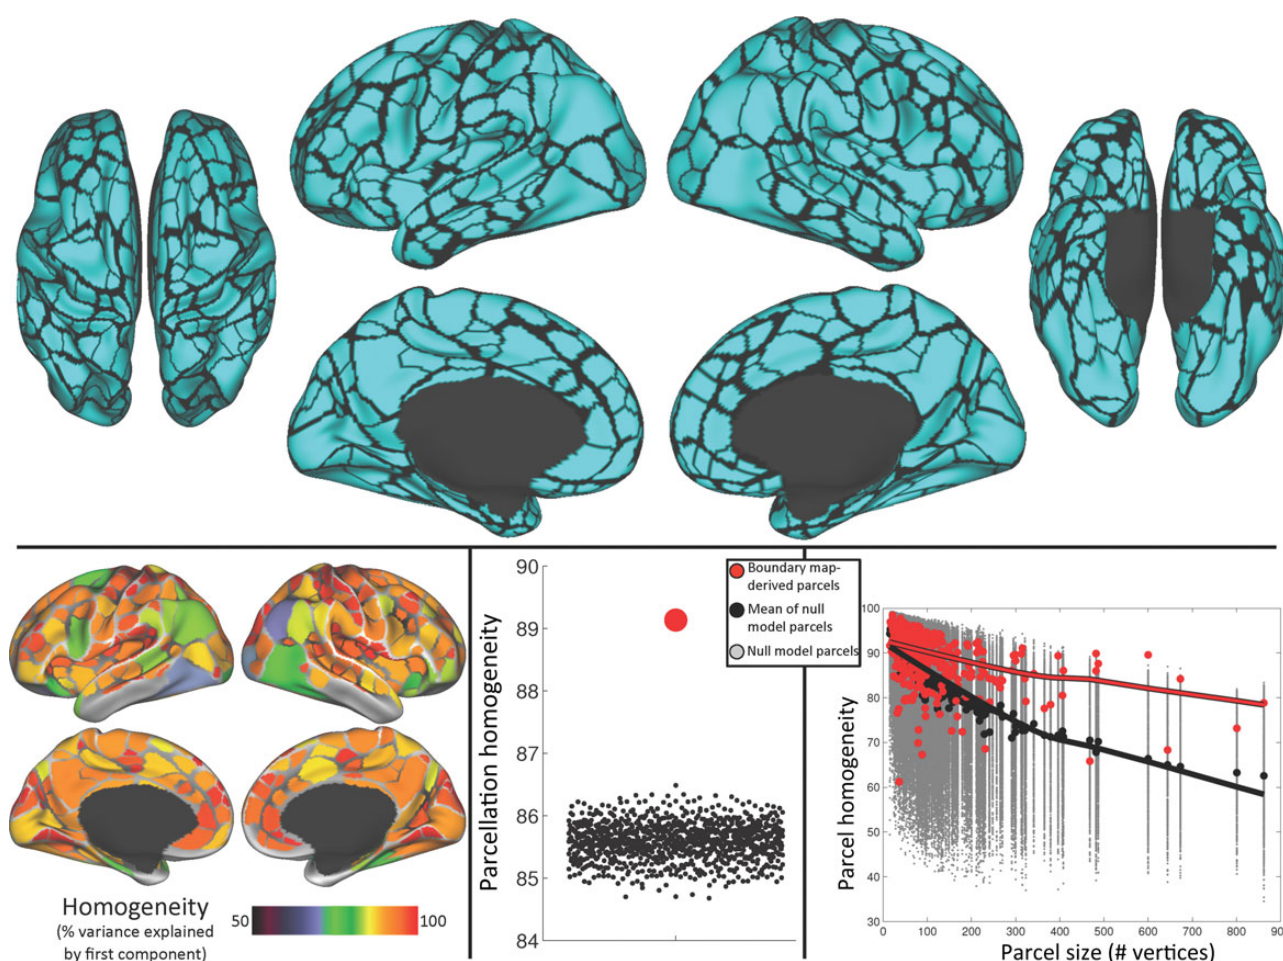 Homogeneity
(% variance explained
by first component)
50
100
Parcellation homogeneity
90
89
88
87
86
85
84
Boundary map-
derived parcels
Mean of null
model parcels
Null model parcels
Parcel homogeneity
100
90
80
70
60
50
40
30
0
100
200
300
400
500
600
700
800
90
Parcel size (# vertices)